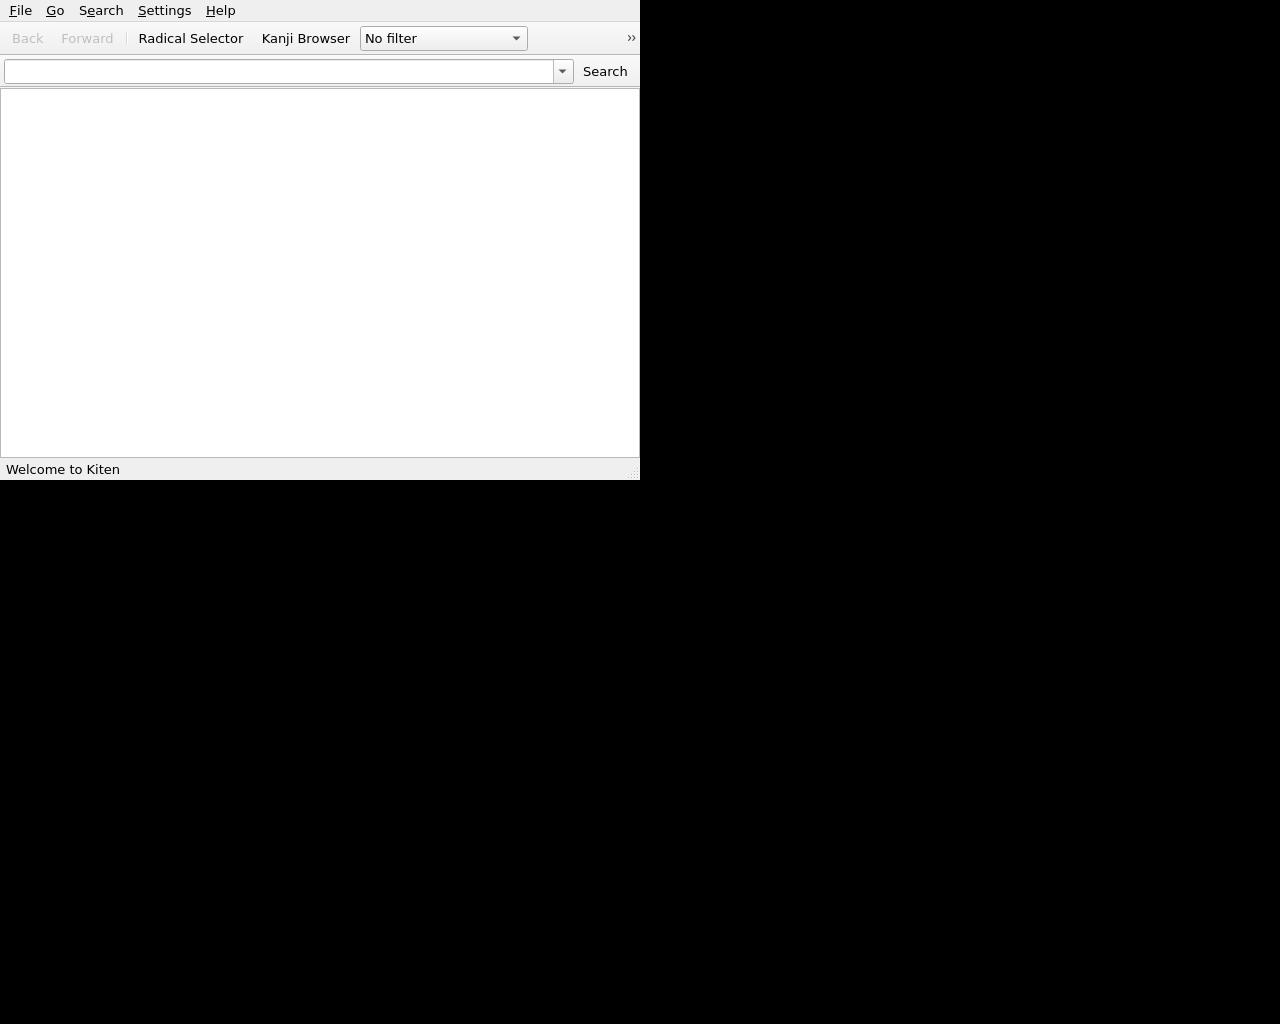 File Go Search Settings Help
Back Forward Radical Selector Kanji Browser No filter ››
Search
Welcome to Kiten